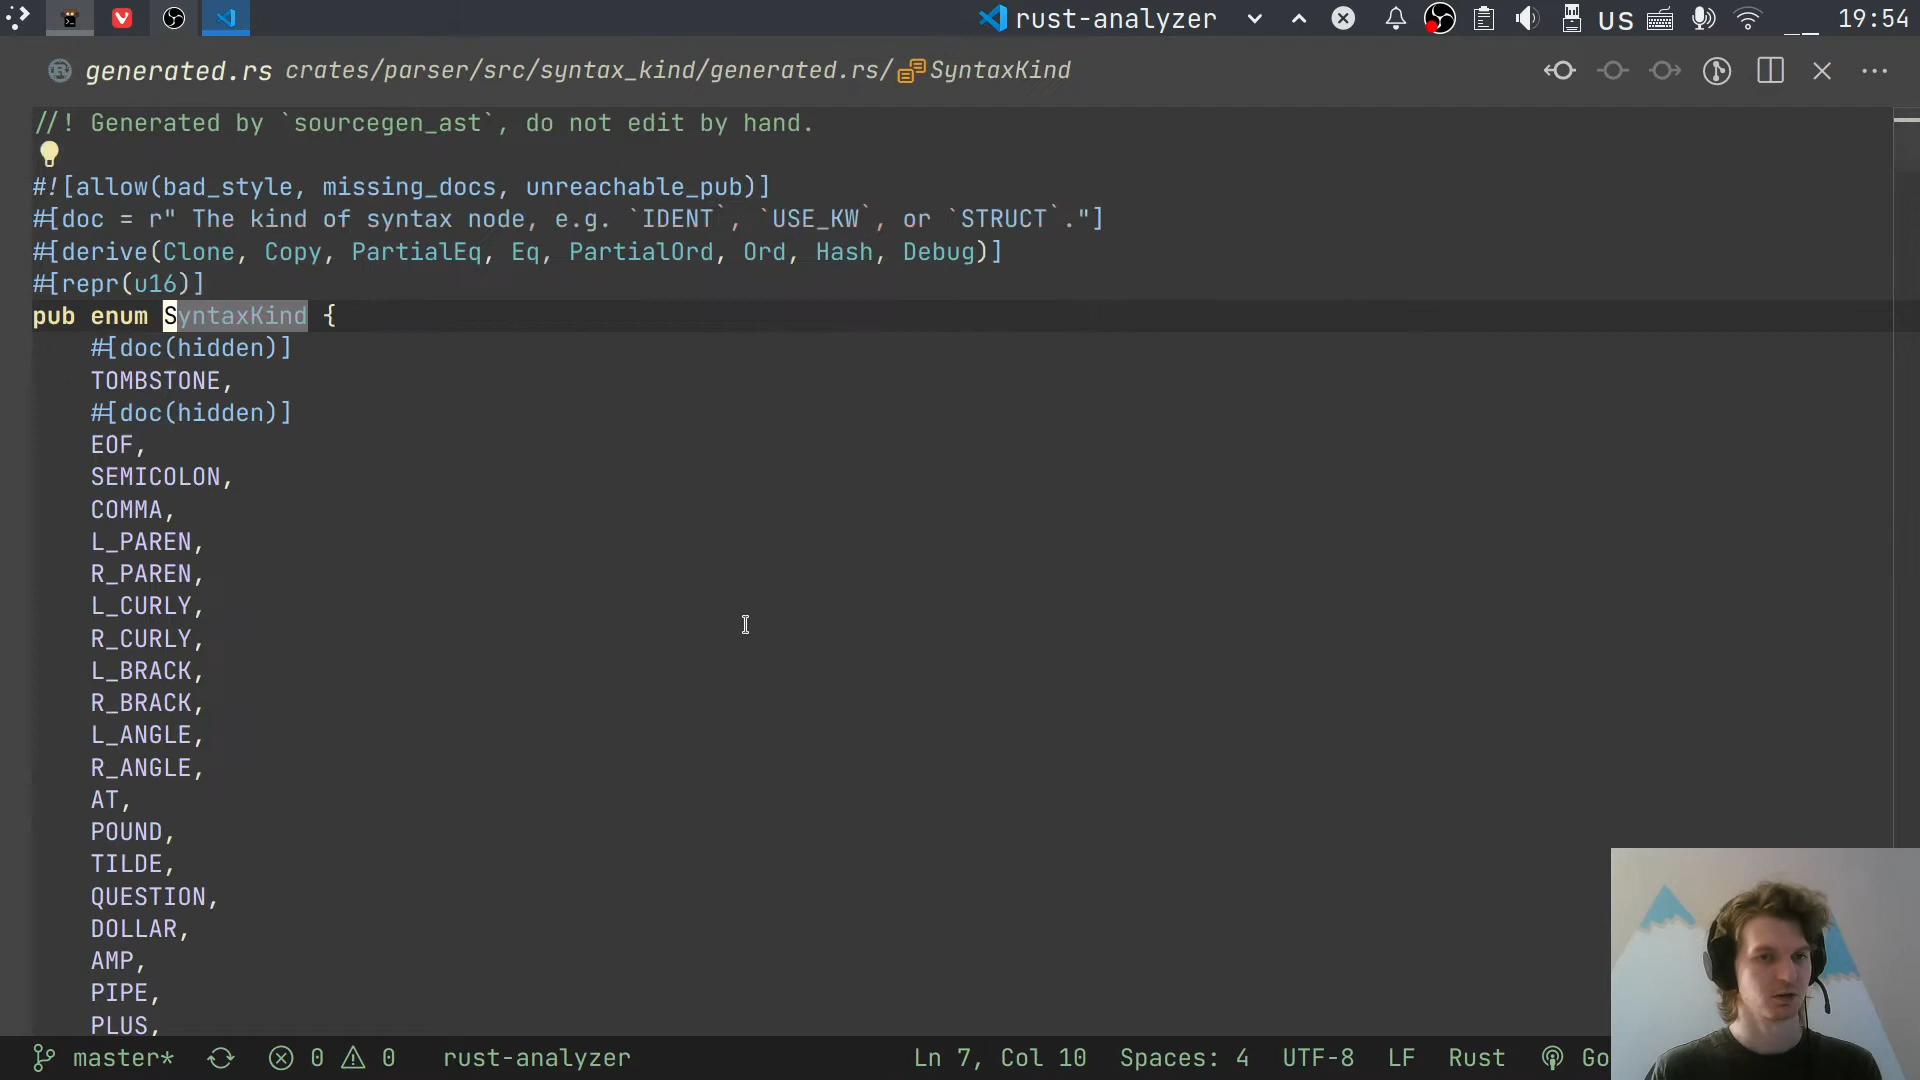 rust-analyzer
US
19:54
generated.rs crates/parser/src/syntax_kind/generated.rs/SyntaxKind
//! Generated by `sourcegen_ast`, do not edit by hand.
#![allow(bad_style, missing_docs, unreachable_pub)]
#[doc = r" The kind of syntax node, e.g. `IDENT`, `USE_KW`, or `STRUCT`."]
#[derive(Clone, Copy, PartialEq, Eq, PartialOrd, Ord, Hash, Debug)]
#[repr(u16)]
pub enum SyntaxKind {
#[doc(hidden)]
TOMBSTONE,
#[doc(hidden)]
EOF,
SEMICOLON,
COMMA,
L_PAREN,
R_PAREN,
L_CURLY,
R_CURLY,
L_BRACK,
R_BRACK,
L_ANGLE,
R_ANGLE,
AT,
POUND,
TILDE,
QUESTION,
DOLLAR,
AMP,
PIPE,
PLUS,
master* 0 0 rust-analyzer Ln 7, Col 10 Spaces: 4 UTF-8 LF Rust Go